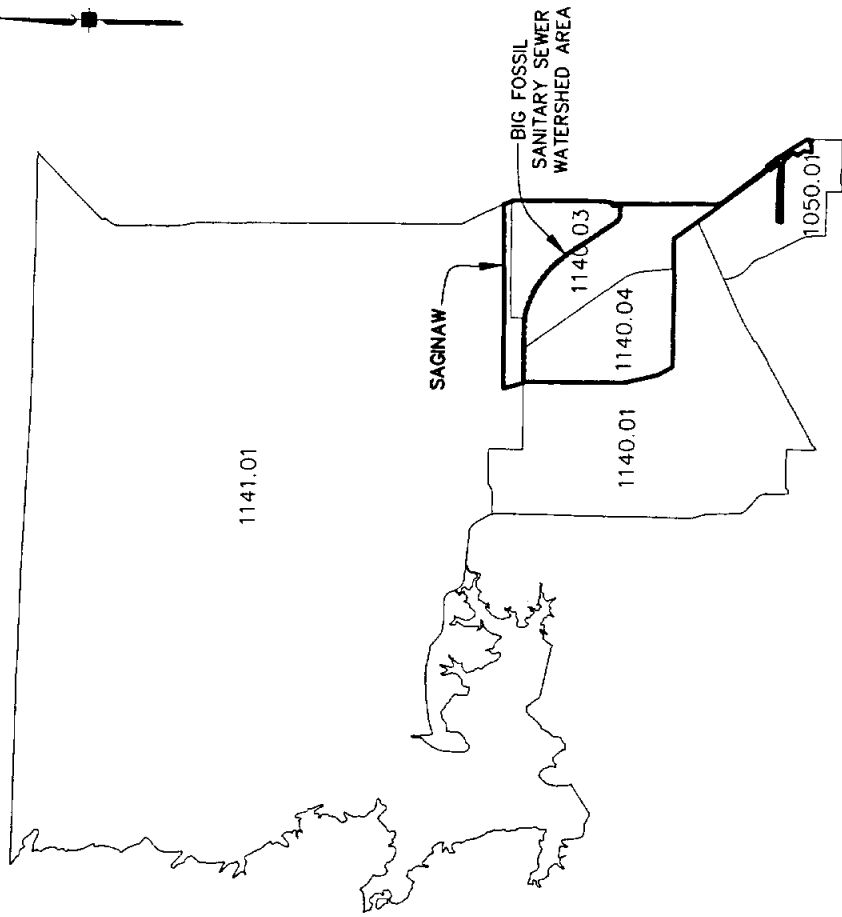 1141.01
SAGINAW
BIG FOSSIL
SANITARY SEWER
WATERSHED AREA
1140.03
1140.04
1140.01
1050.01